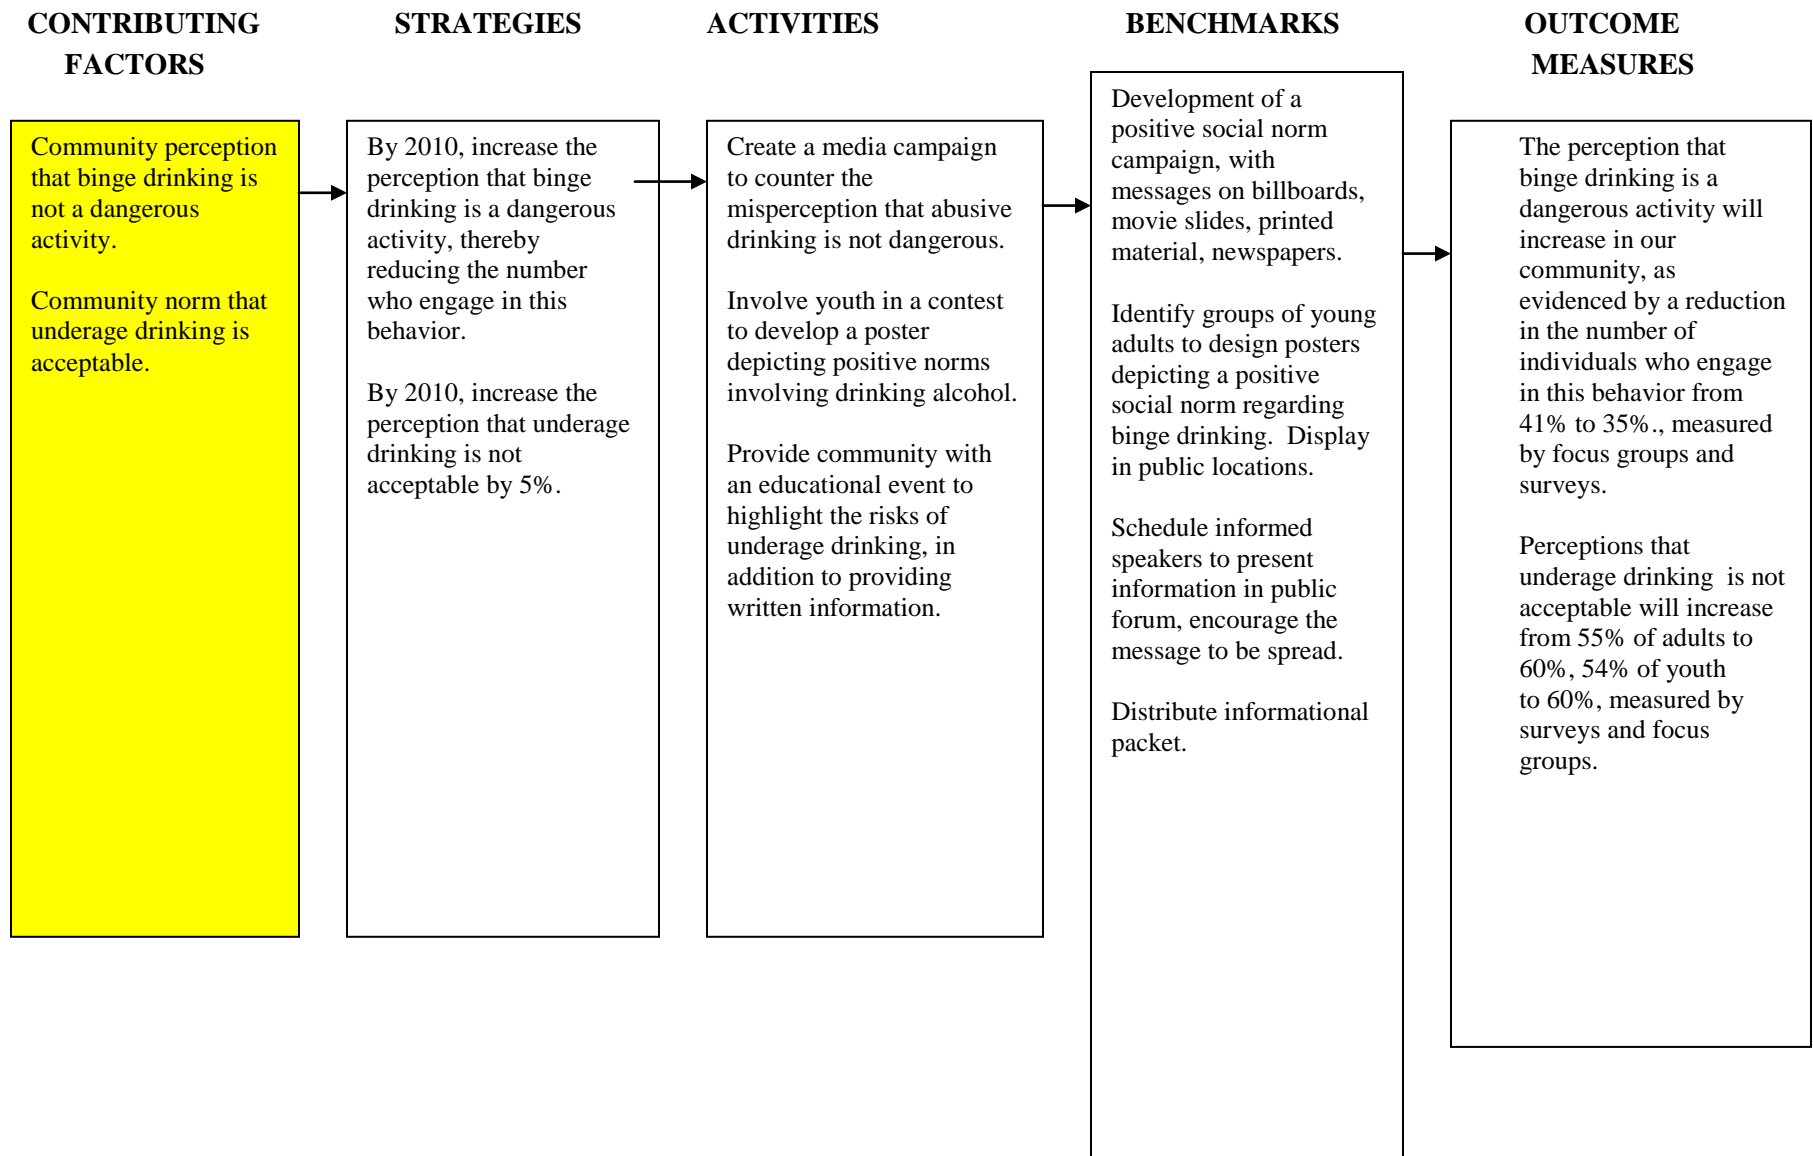 CONTRIBUTING
FACTORS
STRATEGIES
ACTIVITIES
BENCHMARKS
OUTCOME
MEASURES
Community perception
that binge drinking is
not a dangerous
activity.
Community norm that
underage drinking is
acceptable.
By 2010, increase the
perception that binge
drinking is a dangerous
activity, thereby
reducing the number
who engage in this
behavior.
By 2010, increase the
perception that underage
drinking is not
acceptable by 5%.
Create a media campaign
to counter the
misperception that abusive
drinking is not dangerous.
Involve youth in a contest
to develop a poster
depicting positive norms
involving drinking alcohol.
Provide community with
an educational event to
highlight the risks of
underage drinking, in
addition to providing
written information.
Development of a
positive social norm
campaign, with
messages on billboards,
movie slides, printed
material, newspapers.
Identify groups of young
adults to design posters
depicting a positive
social norm regarding
binge drinking.  Display
in public locations.
Schedule informed
speakers to present
information in public
forum, encourage the
message to be spread.
Distribute informational
packet.
The perception that
binge drinking is a
dangerous activity will
increase in our
community, as
evidenced by a reduction
in the number of
individuals who engage
in this behavior from
41% to 35%., measured
by focus groups and
surveys.
Perceptions that
underage drinking  is not
acceptable will increase
from 55% of adults to
60%, 54% of youth
to 60%, measured by
surveys and focus
groups.